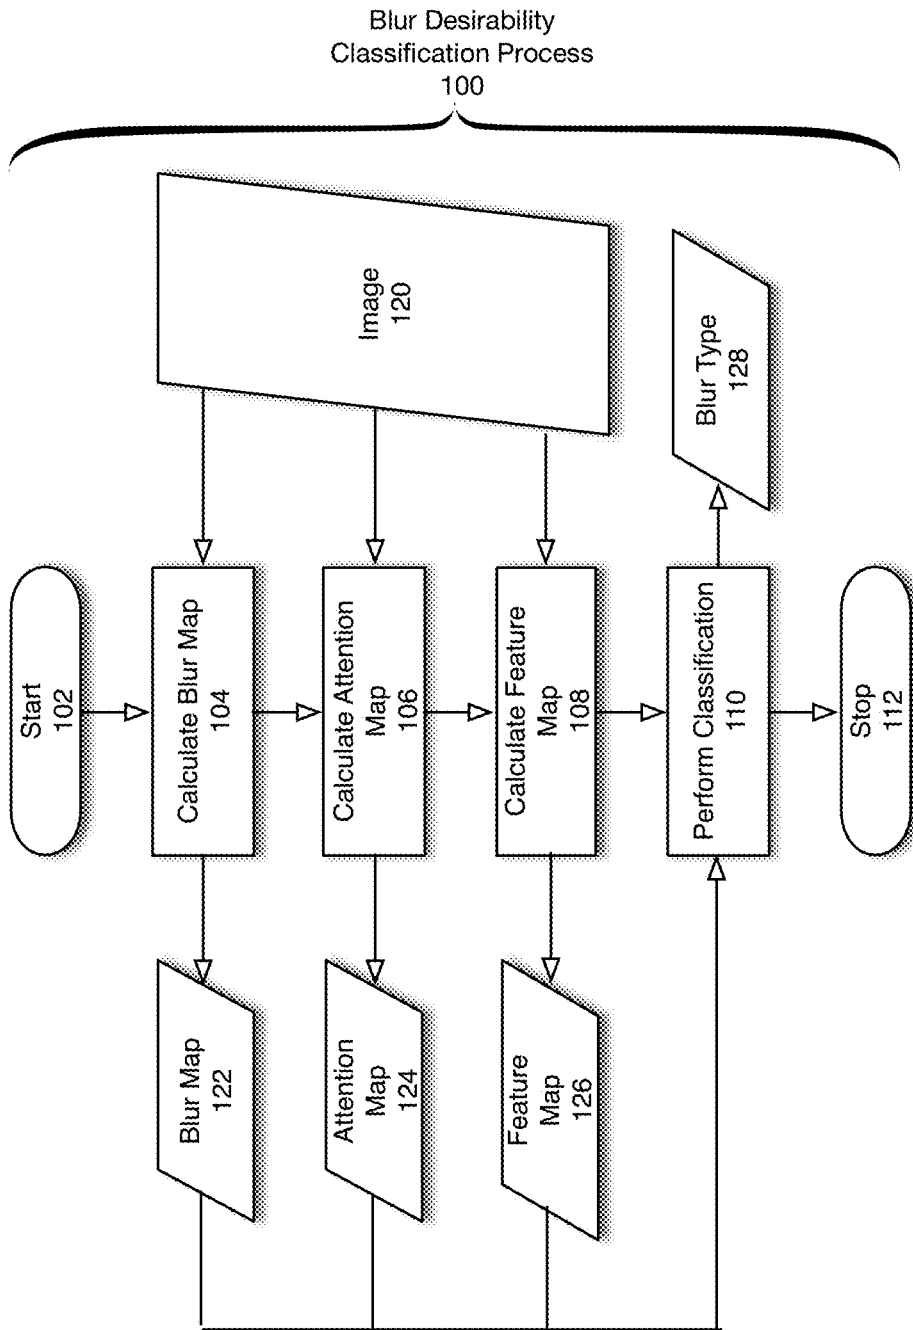 Blur Desirability
Classification Process
100
Start
102
Calculate Blur Map
104
Calculate Attention
Map
106
Calculate Feature
Map
108
Perform Classification
110
Stop
112
Image
120
Blur Type
128
Blur Map
122
Attention
Map
124
Feature
Map
126